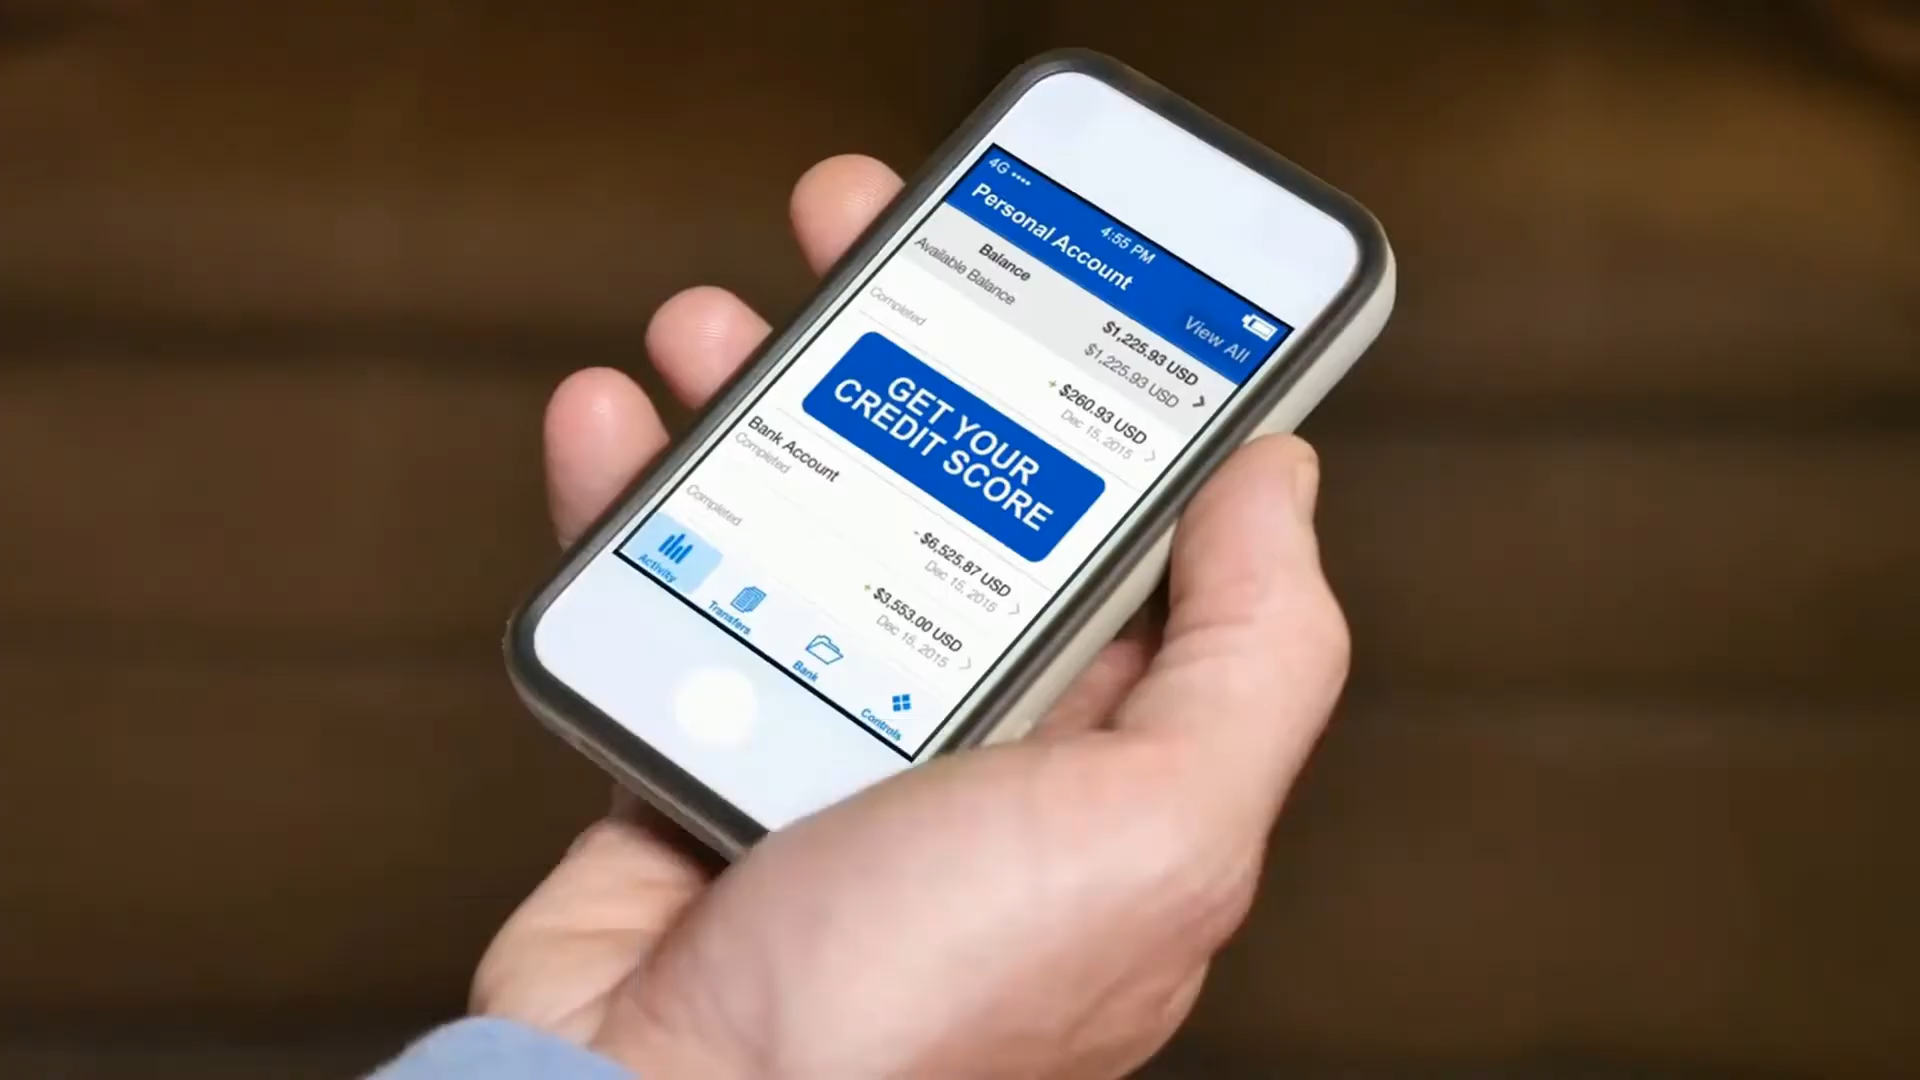 4G
4:55 PM
Personal Account
View All
Balance
$1,225.93 USD
Available Balance
$1,225.93 USD
+ $260.93 USD
Completed
Dec 15, 2015
GET YOUR
CREDIT SCORE
Bank Account
- $6,525.87 USD
Completed
Dec 15, 2015
+ $3,553.00 USD
Completed
Dec 15, 2015
Activity
Transfers
Bank
Controls